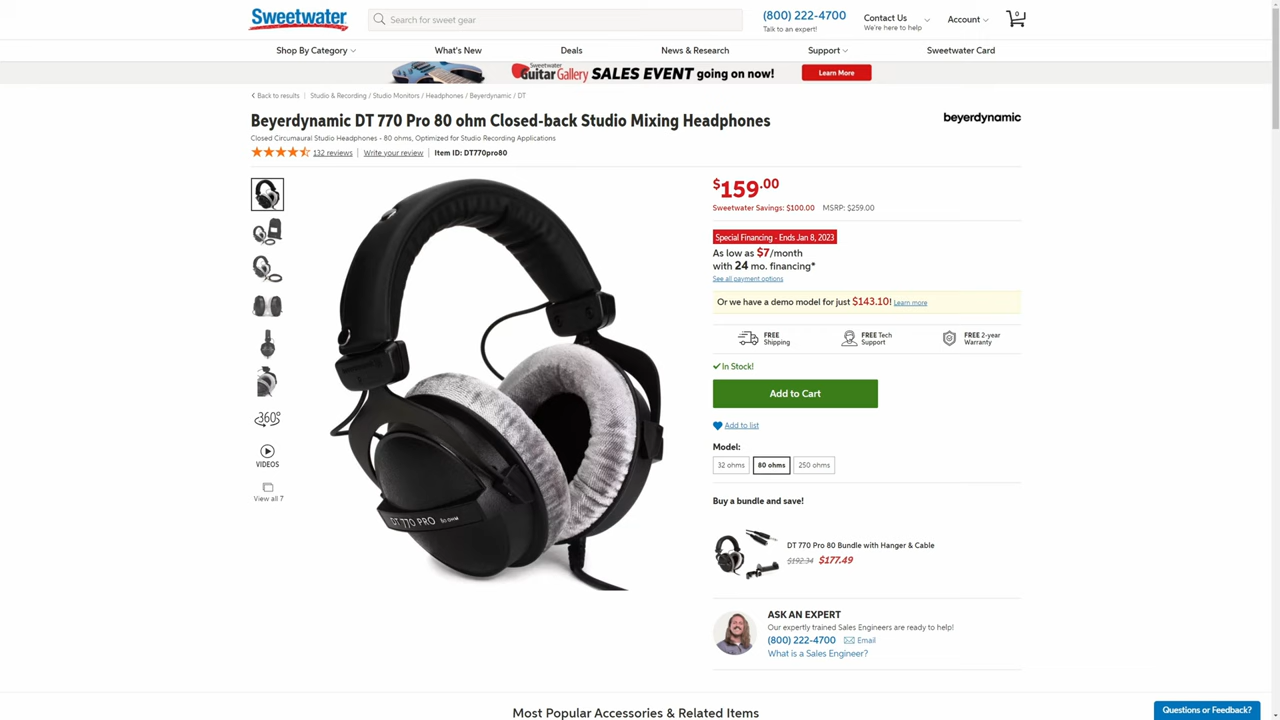 Sweetwater
Search for sweet gear
(800) 222-4700
Talk to an expert!
Contact Us
We're here to help
Account
0
Shop By Category
What's New
Deals
News & Research
Support
Sweetwater Card
Sweetwater
Guitar Gallery SALES EVENT going on now!
Learn More
Back to results
Studio & Recording / Studio Monitors / Headphones / Beyerdynamic / DT
Beyerdynamic DT 770 Pro 80 ohm Closed-back Studio Mixing Headphones
beyerdynamic
Closed Circumaural Studio Headphones - 80 ohms, Optimized for Studio Recording Applications
132 reviews | Write your review | Item ID: DT770pro80
$159.00
Sweetwater Savings: $100.00 MSRP: $259.00
Special Financing - Ends Jan 8, 2023
As low as $7/month
with 24 mo. financing*
See all payment options
Or we have a demo model for just $143.10! Learn more
FREE
Shipping
FREE Tech
Support
FREE 2-year
Warranty
In Stock!
Add to Cart
Add to list
Model:
32 ohms
80 ohms
250 ohms
360°
VIDEOS
View all 7
DT 770 PRO 80 OHM
Buy a bundle and save!
DT 770 Pro 80 Bundle with Hanger & Cable
$192.34 $177.49
ASK AN EXPERT
Our expertly trained Sales Engineers are ready to help!
(800) 222-4700 Email
What is a Sales Engineer?
Most Popular Accessories & Related Items
Questions or Feedback?